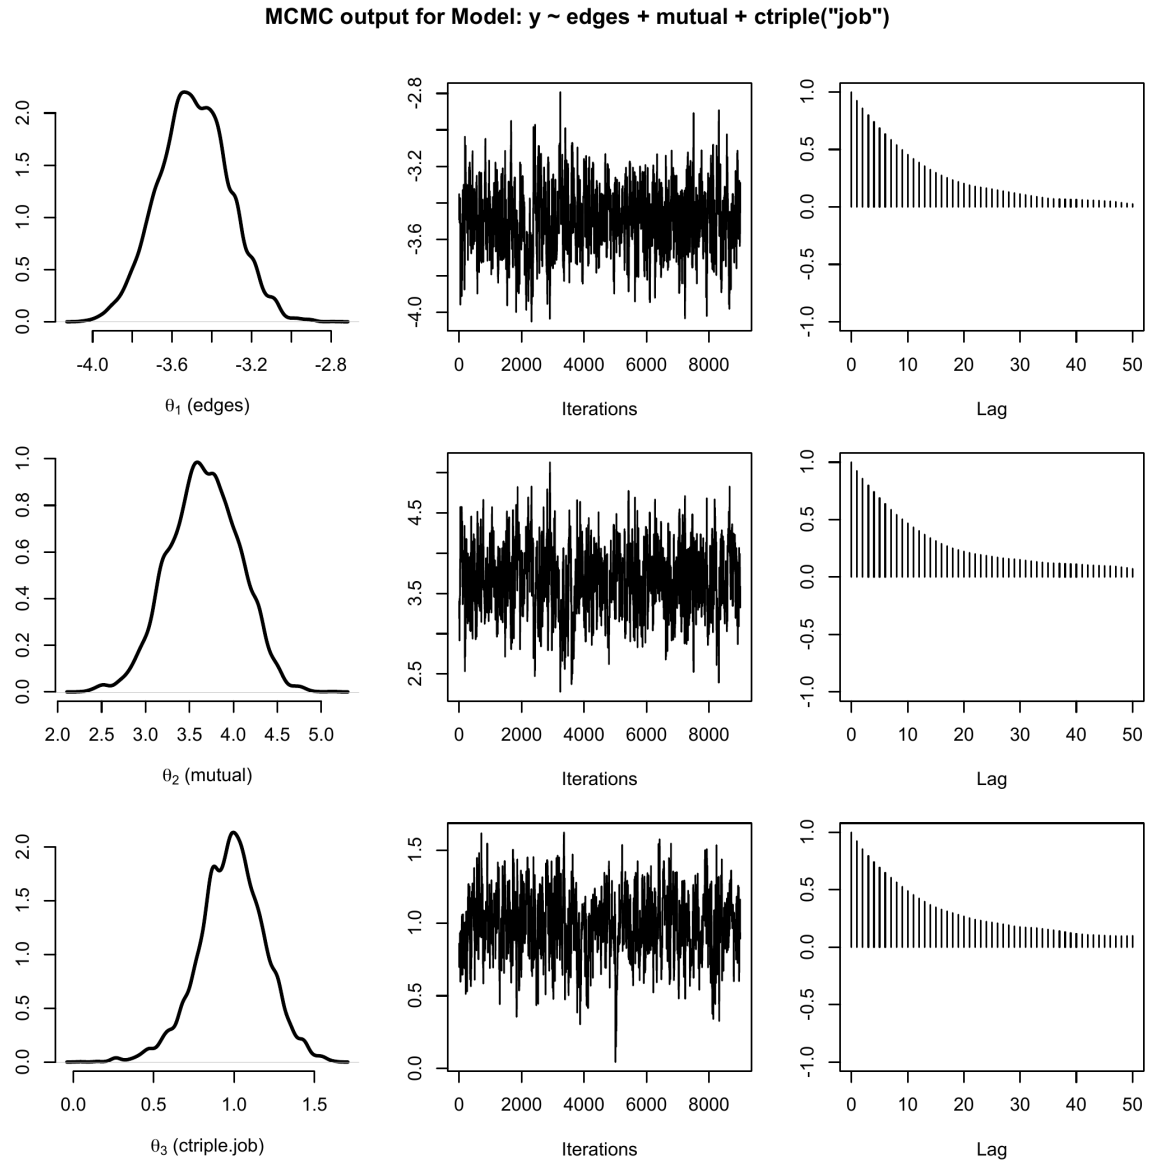 MCMC output for Model: y ~ edges + mutual + ctriple("job")
0.0 0.5 1.0 1.5 2.0
-4.0 -3.6 -3.2 -2.8
θ1 (edges)
-4.0 -3.6 -3.2 -2.8
0 2000 4000 6000 8000
Iterations
-1.0 -0.5 0.0 0.5 1.0
0 10 20 30 40 50
Lag
0.0 0.2 0.4 0.6 0.8 1.0
2.0 2.5 3.0 3.5 4.0 4.5 5.0
θ2 (mutual)
2.5 3.5 4.5
0 2000 4000 6000 8000
Iterations
-1.0 -0.5 0.0 0.5 1.0
0 10 20 30 40 50
Lag
0.0 0.5 1.0 1.5 2.0
0.0 0.5 1.0 1.5
θ3 (ctriple.job)
0.0 0.5 1.0 1.5
0 2000 4000 6000 8000
Iterations
-1.0 -0.5 0.0 0.5 1.0
0 10 20 30 40 50
Lag